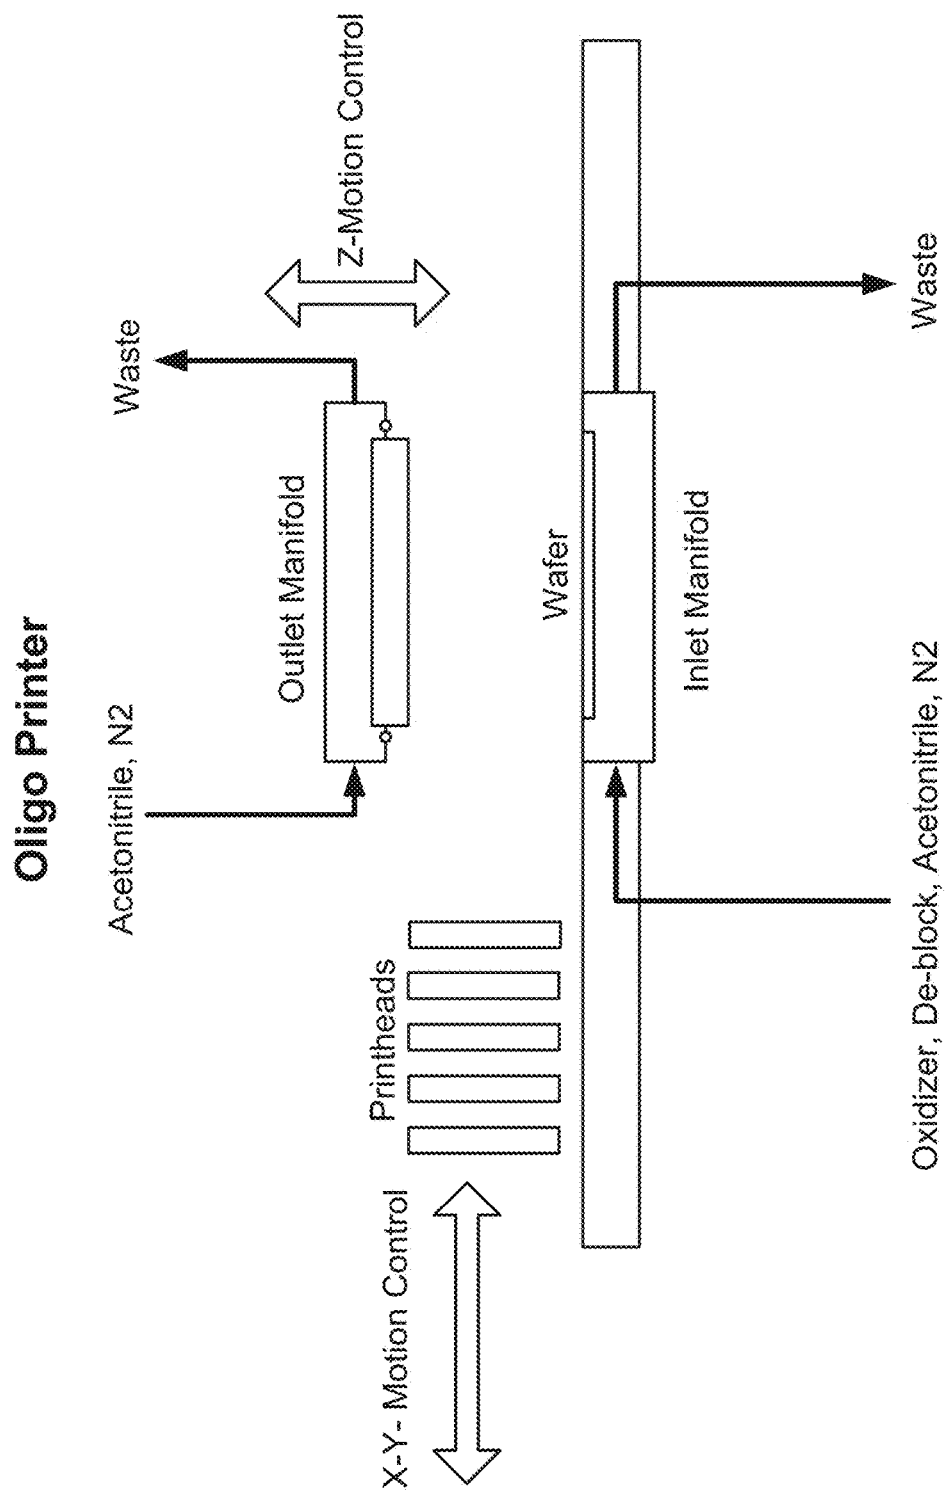 Oligo Printer
Acetonitrile, N2
Waste
Outlet Manifold
Z-Motion Control
Printheads
X-Y- Motion Control
Wafer
Inlet Manifold
Oxidizer, De-block, Acetonitrile, N2
Waste